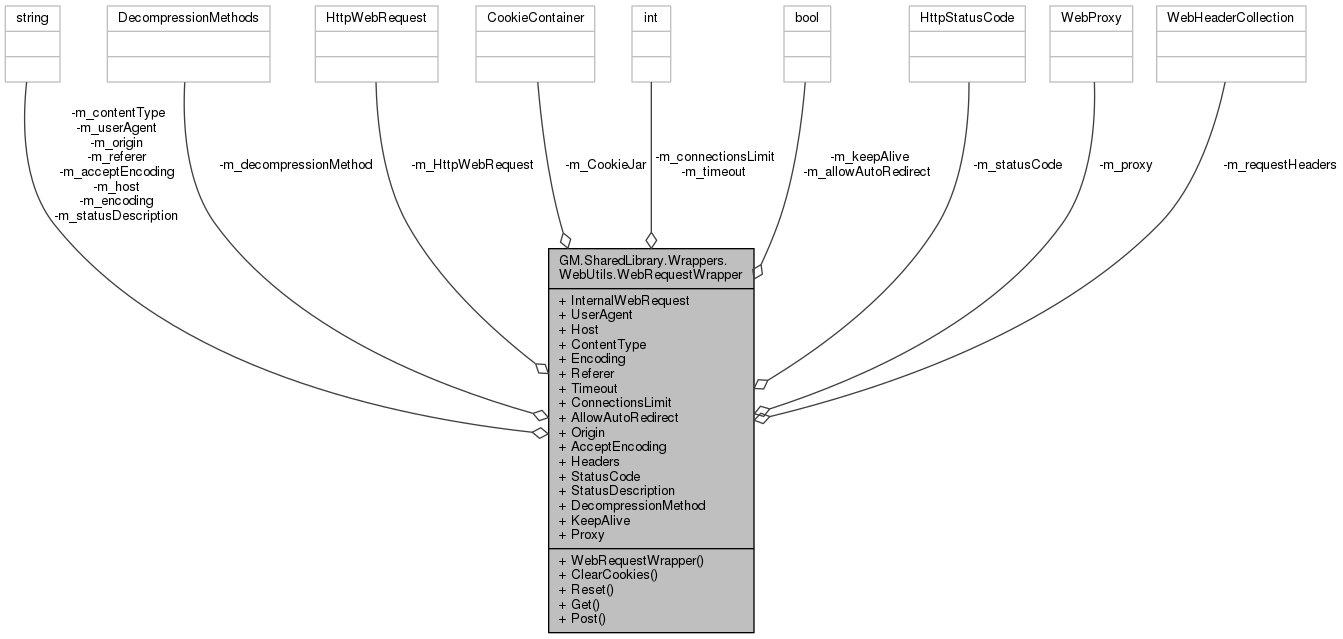 string
DecompressionMethods
HttpWebRequest
CookieContainer
int
bool
HttpStatusCode
WebProxy
WebHeaderCollection
-m_contentType
-m_userAgent
-m_origin
-m_referer
-m_acceptEncoding
-m_host
-m_encoding
-m_statusDescription
-m_decompressionMethod
-m_HttpWebRequest
-m_CookieJar
-m_connectionsLimit
-m_timeout
-m_keepAlive
-m_allowAutoRedirect
-m_statusCode
-m_proxy
-m_requestHeaders
GM.SharedLibrary.Wrappers.
WebUtils.WebRequestWrapper
+ InternalWebRequest
+ UserAgent
+ Host
+ ContentType
+ Encoding
+ Referer
+ Timeout
+ ConnectionsLimit
+ AllowAutoRedirect
+ Origin
+ AcceptEncoding
+ Headers
+ StatusCode
+ StatusDescription
+ DecompressionMethod
+ KeepAlive
+ Proxy
+ WebRequestWrapper()
+ ClearCookies()
+ Reset()
+ Get()
+ Post()